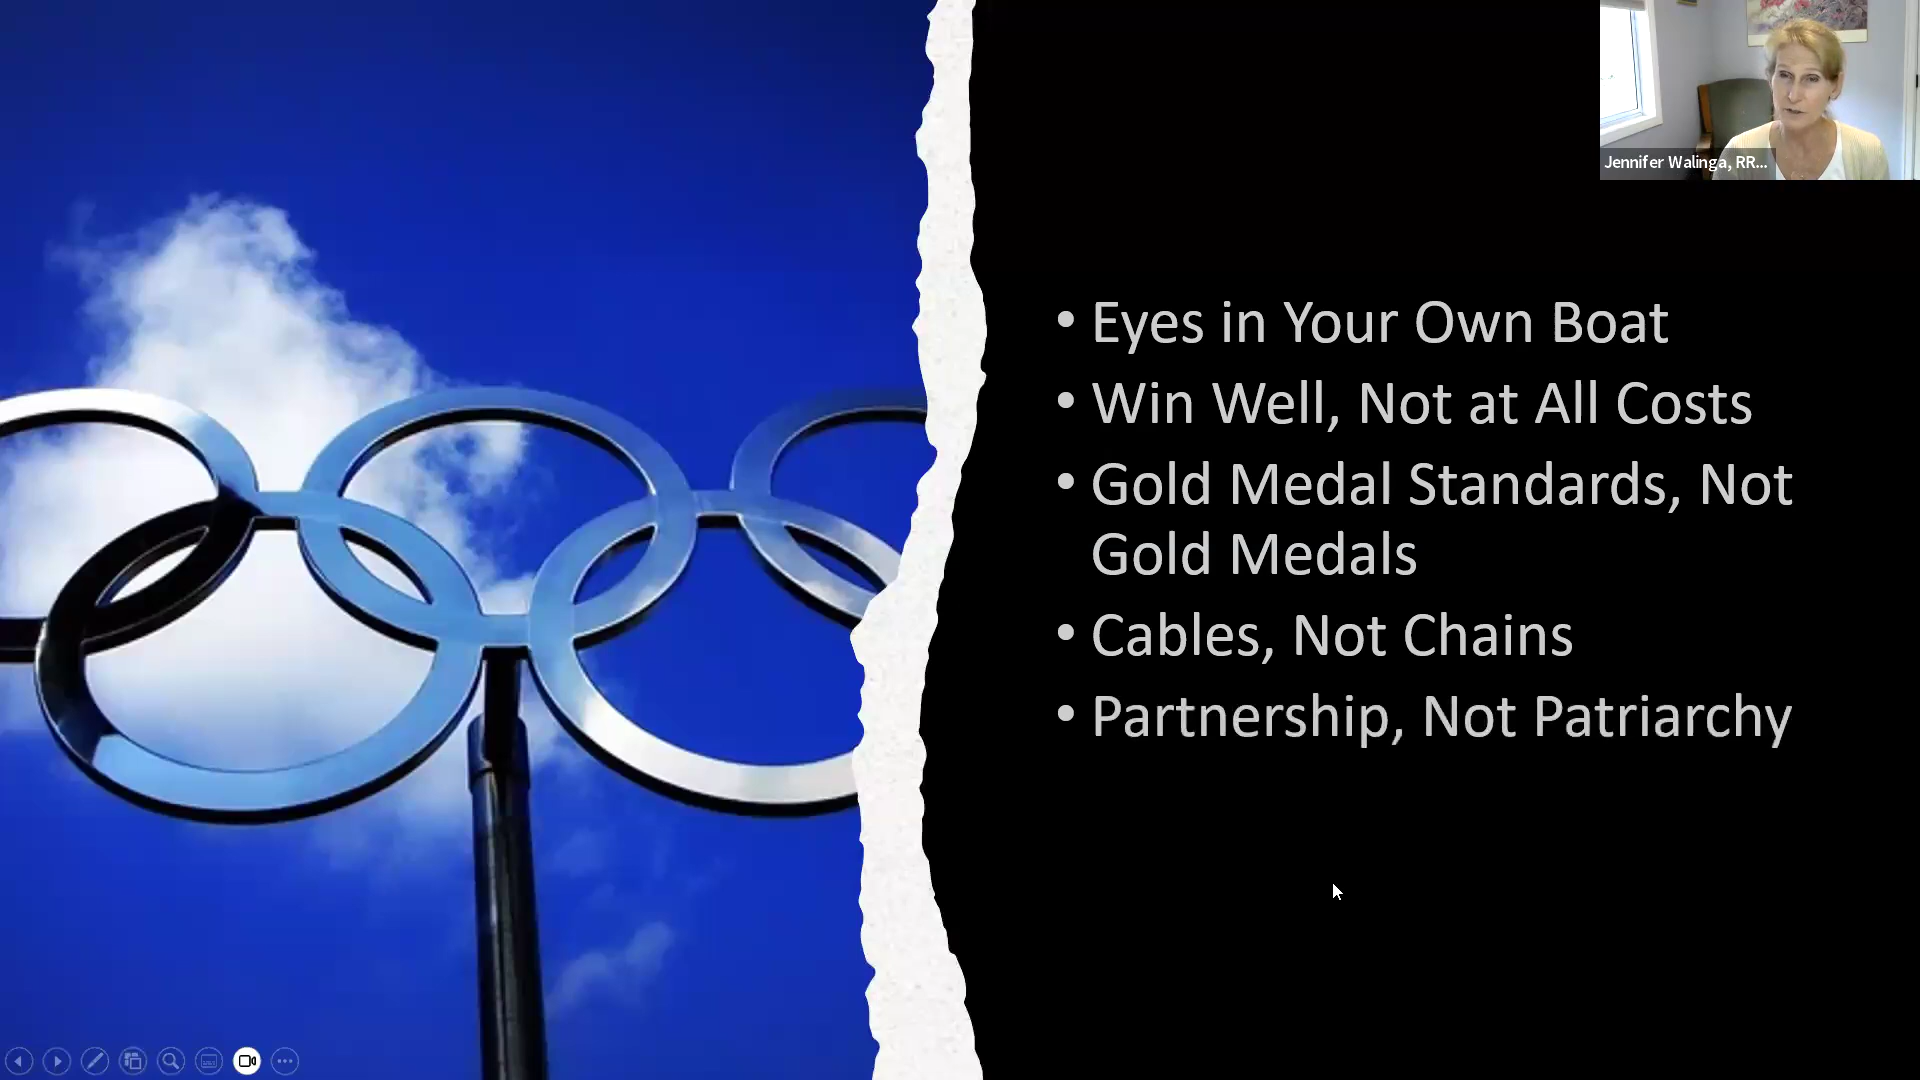 Jennifer Walinga, RR...
• Eyes in Your Own Boat
• Win Well, Not at All Costs
• Gold Medal Standards, Not
Gold Medals
• Cables, Not Chains
• Partnership, Not Patriarchy